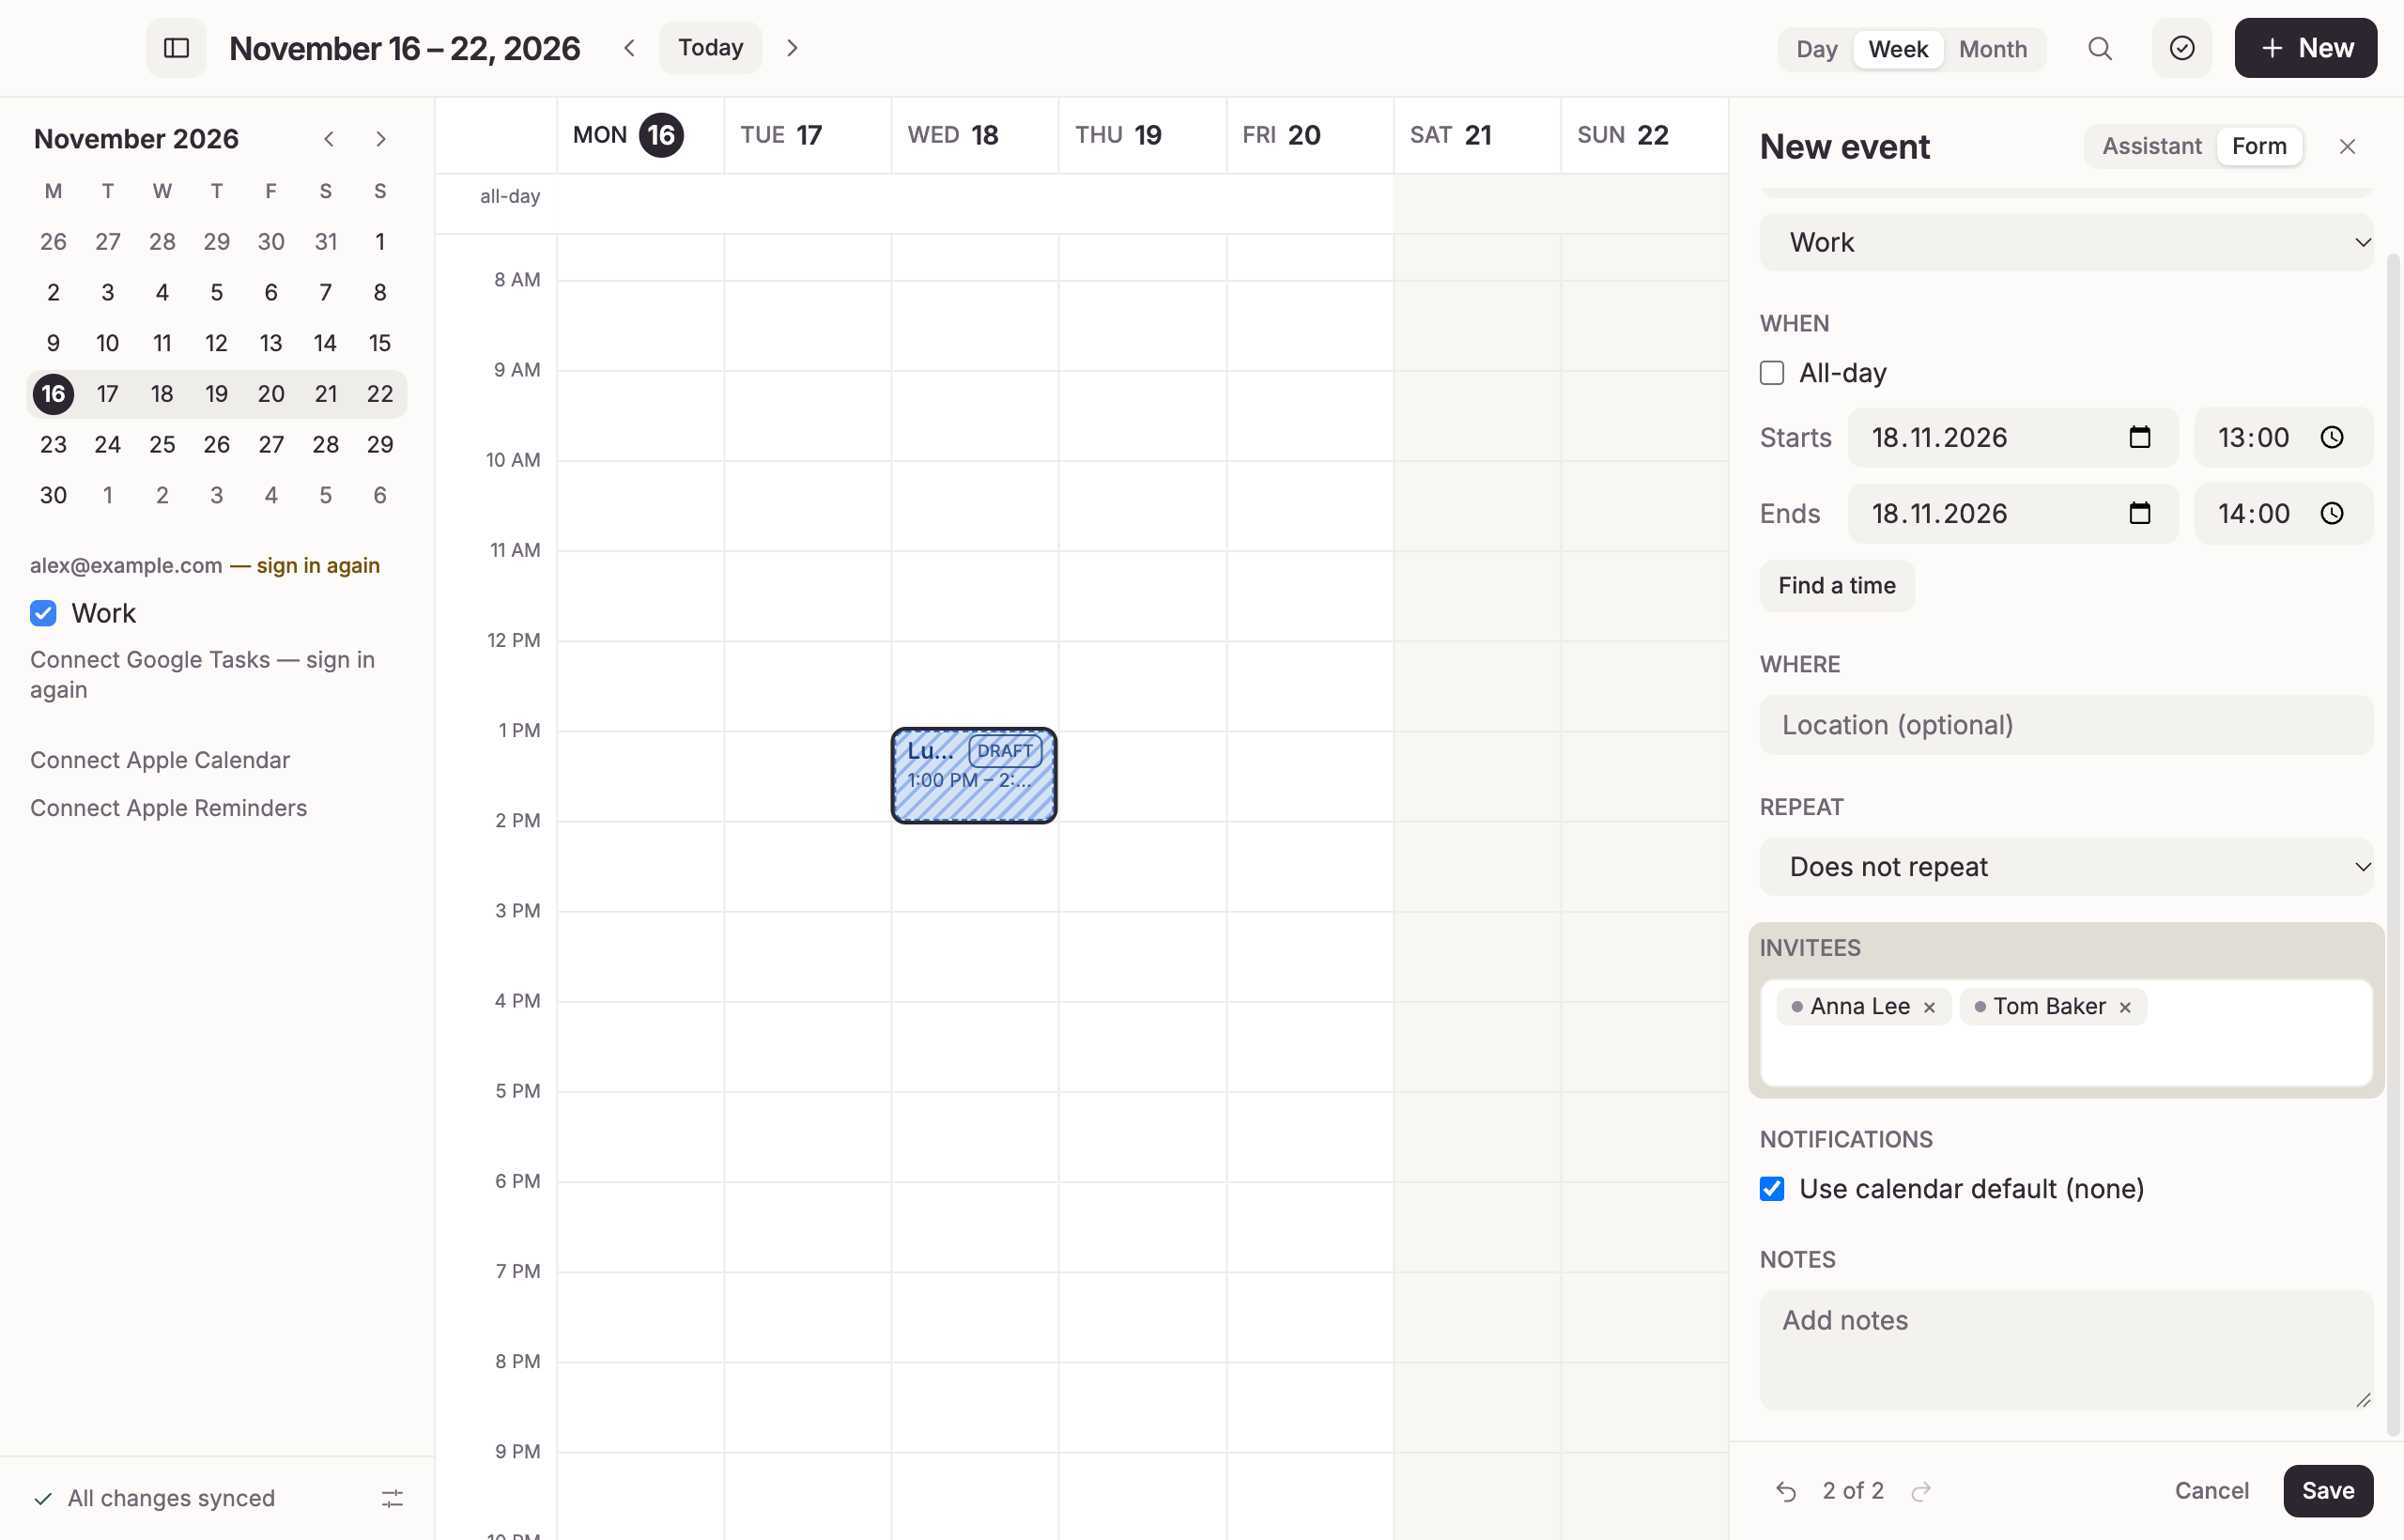 November 16 – 22, 2026
Today
Day Week Month
New
November 2026
M T W T F S S
26 27 28 29 30 31 1
2 3 4 5 6 7 8
9 10 11 12 13 14 15
16 17 18 19 20 21 22
23 24 25 26 27 28 29
30 1 2 3 4 5 6
alex@example.com — sign in again
Work
Connect Google Tasks — sign in
again
Connect Apple Calendar
Connect Apple Reminders
All changes synced
MON 16 TUE 17 WED 18 THU 19 FRI 20 SAT 21 SUN 22
all-day
8 AM
9 AM
10 AM
11 AM
12 PM
1 PM
2 PM
3 PM
4 PM
5 PM
6 PM
7 PM
8 PM
9 PM
10 PM
Lu... DRAFT
1:00 PM – 2:...
New event
Assistant Form
Work
WHEN
All-day
Starts 18.11.2026 13:00
Ends 18.11.2026 14:00
Find a time
WHERE
Location (optional)
REPEAT
Does not repeat
INVITEES
Anna Lee × Tom Baker ×
NOTIFICATIONS
Use calendar default (none)
NOTES
Add notes
2 of 2
Cancel Save